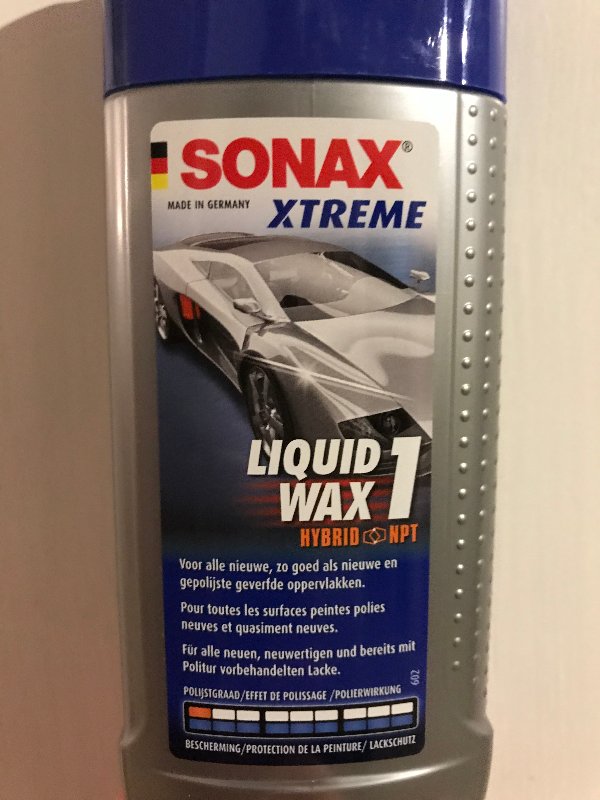 SONAX®
MADE IN GERMANY
XTREME
LIQUID
WAX 1
HYBRID NPT
Voor alle nieuwe, zo goed als nieuwe en
gepolijste geverfde oppervlakken.
Pour toutes les surfaces peintes polies
neuves et quasiment neuves.
Für alle neuen, neuwertigen und bereits mit
Politur vorbehandelten Lacke.
602
POLIJSTGRAAD/EFFET DE POLISSAGE /POLIERWIRKUNG
BESCHERMING/PROTECTION DE LA PEINTURE/ LACKSCHUTZ